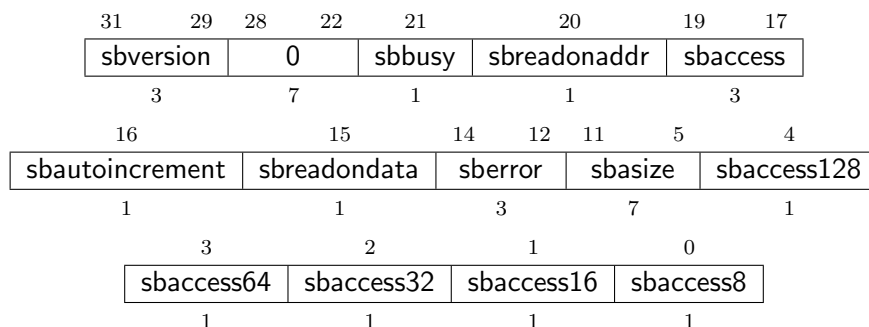 31 29 28 22 21 20 19 17
sbversion 0 sbbusy sbreadonaddr sbaccess
3 7 1 1 3
16 15 14 12 11 5 4
sbautoincrement sbreadondata sberror sbasize sbaccess128
1 1 3 7 1
3 2 1 0
sbaccess64 sbaccess32 sbaccess16 sbaccess8
1 1 1 1